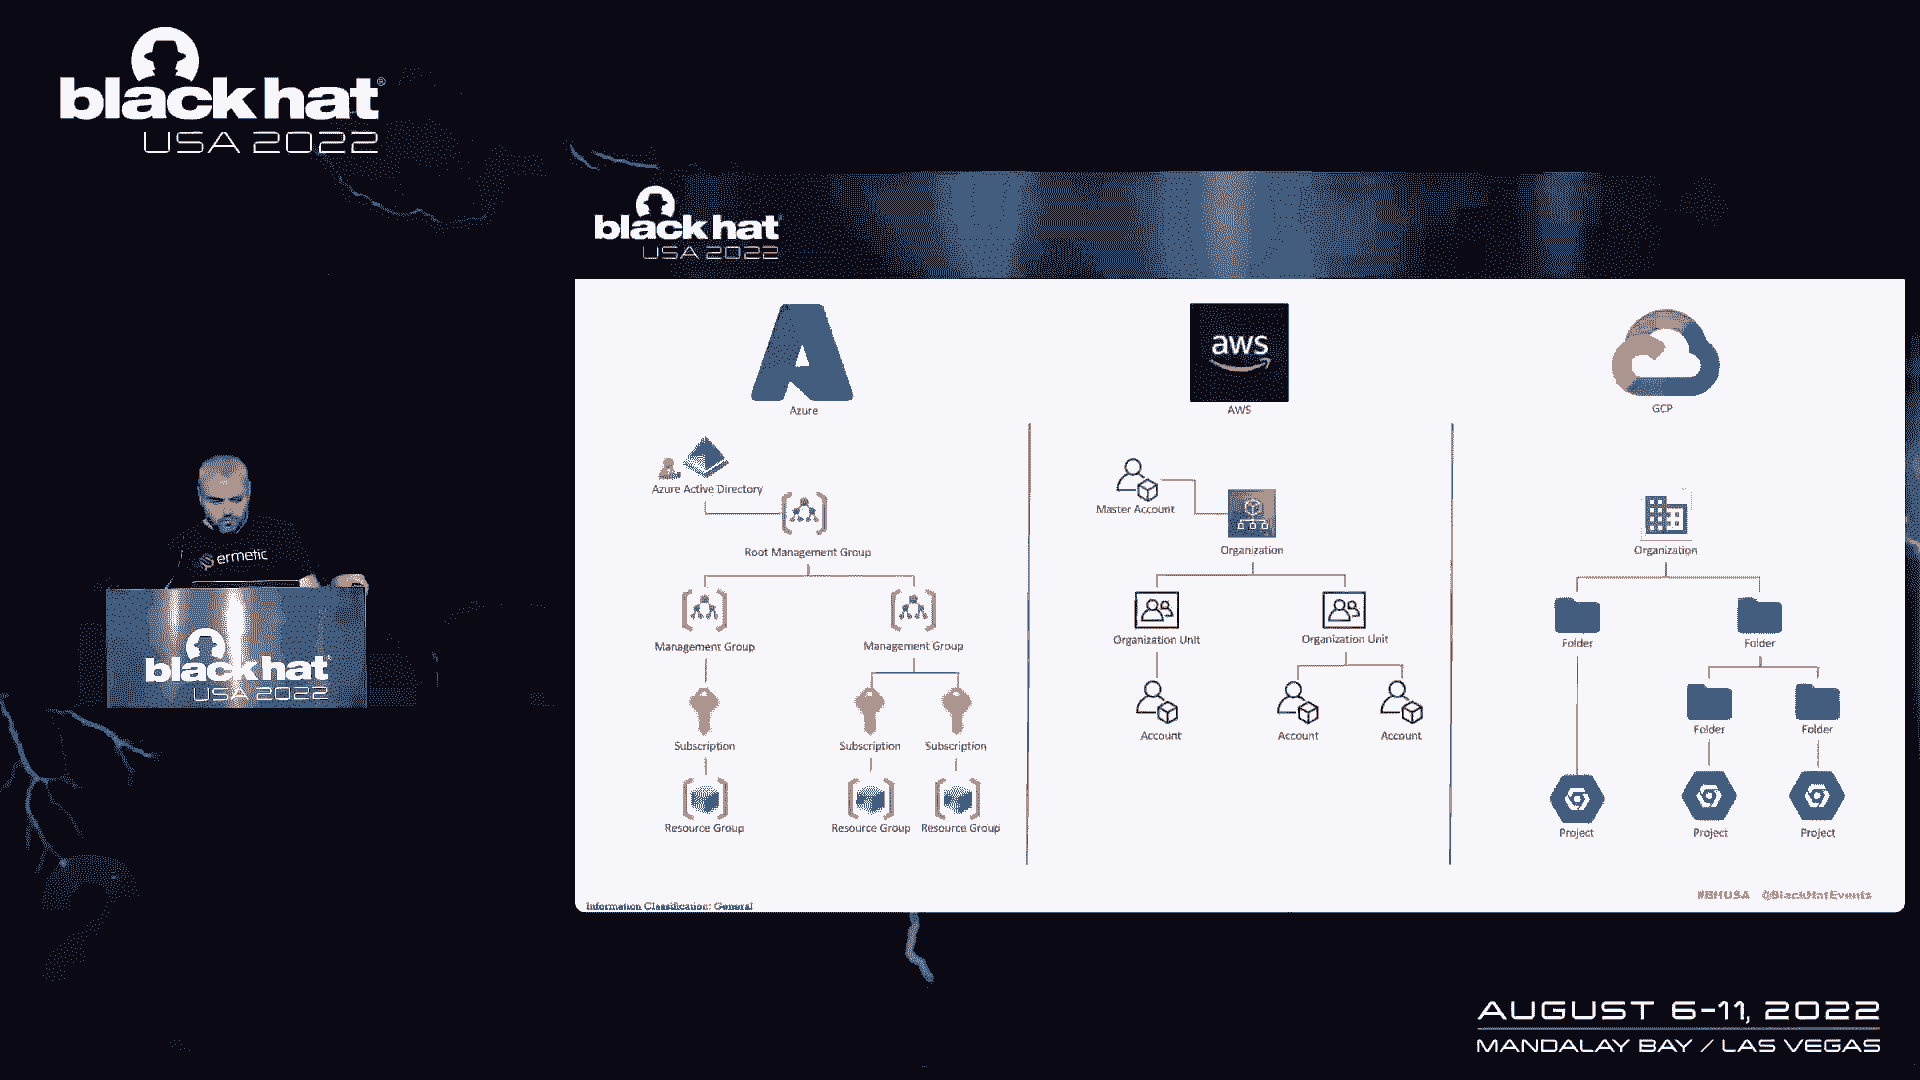 black hat®
USA 2022
black hat
USA 2022
aws
Azure
AWS
GCP
Azure Active Directory
Master Account
Root Management Group
Organization
Organization
Management Group
Management Group
Organization Unit
Organization Unit
Folder
Folder
Subscription
Subscription
Subscription
Account
Account
Account
Folder
Folder
Resource Group
Resource Group
Resource Group
Project
Project
Project
Information Classification: General
#BHUSA @BlackHatEvents
ermetic
black hat
USA 2022
AUGUST 6-11, 2022
MANDALAY BAY / LAS VEGAS